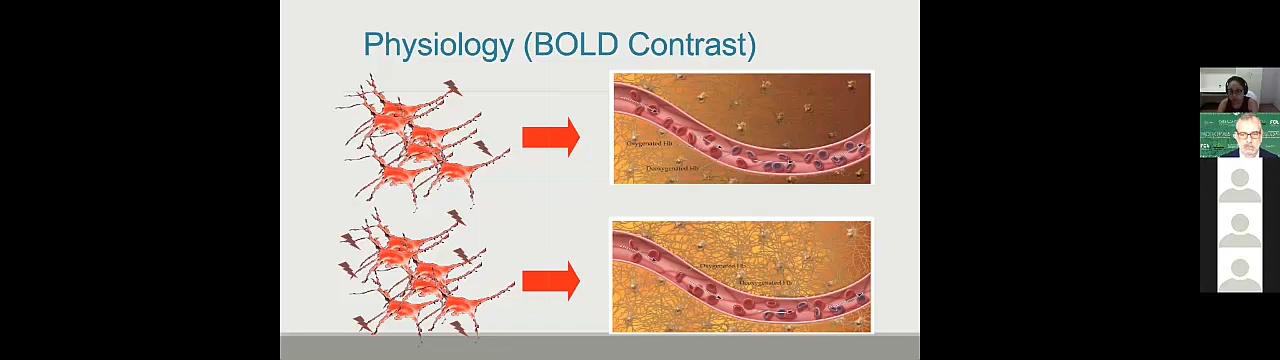 Physiology (BOLD Contrast)
Oxygenated Hb
Deoxygenated Hb
Oxygenated Hb
Deoxygenated Hb